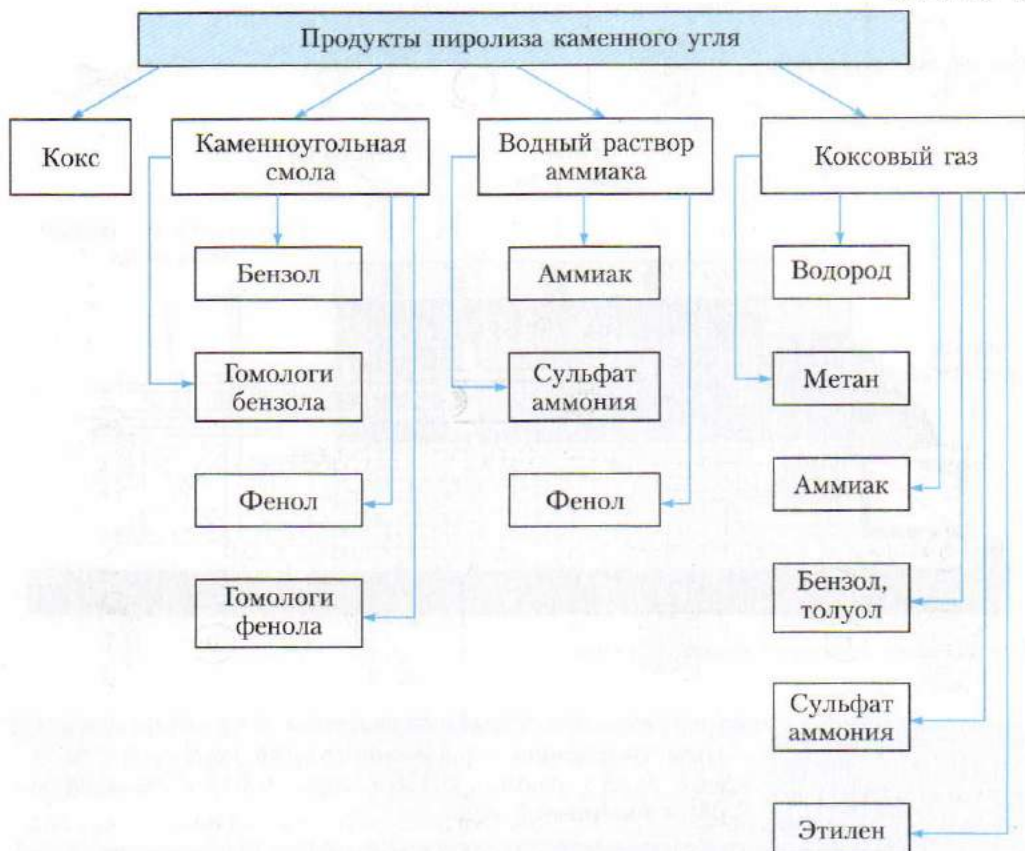 Продукты пиролиза каменного угля
Кокс
Каменноугольная
смола
Водный раствор
аммиака
Коксовый газ
Бензол
Гомологи
бензола
Фенол
Гомологи
фенола
Аммиак
Сульфат
аммония
Фенол
Водород
Метан
Аммиак
Бензол,
толуол
Сульфат
аммония
Этилен